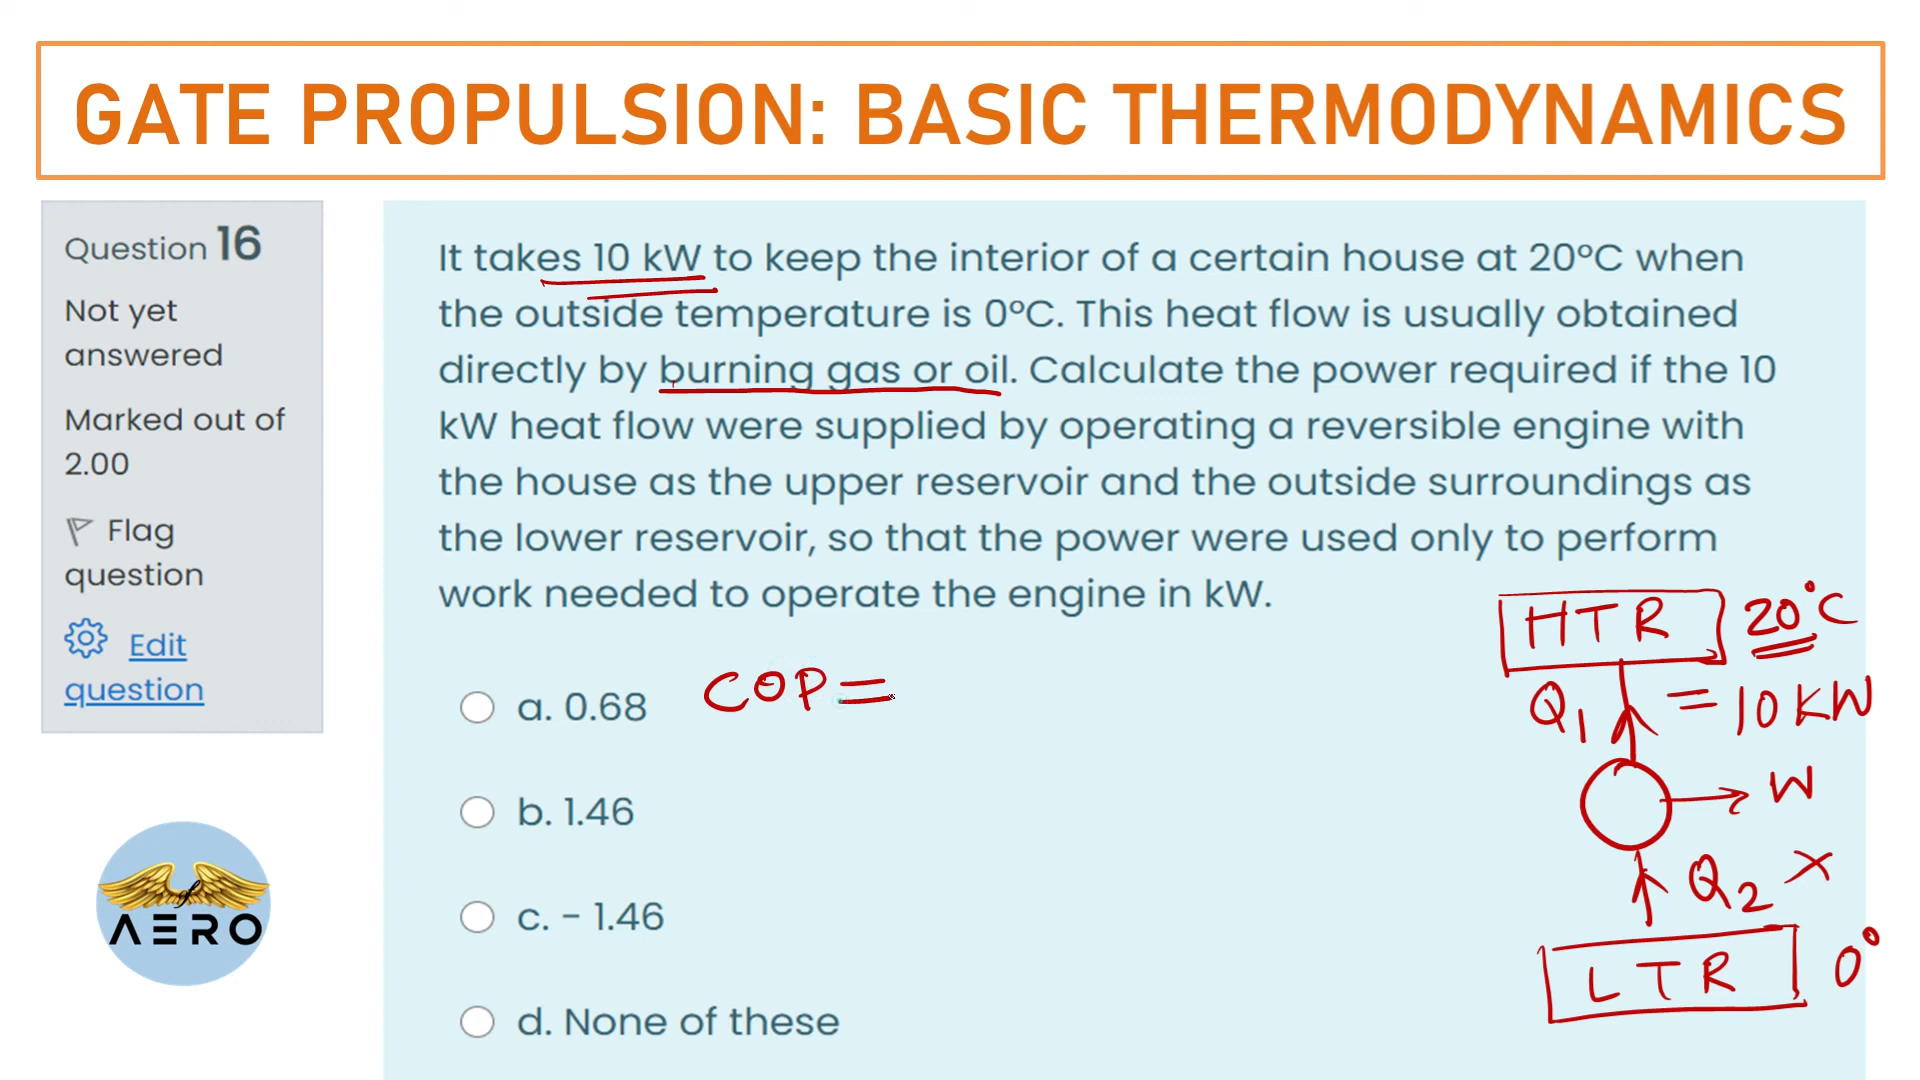 GATE PROPULSION: BASIC THERMODYNAMICS
Question 16
Not yet
answered
Marked out of
2.00
Flag
question
Edit
question
It takes 10 kW to keep the interior of a certain house at 20°C when
the outside temperature is 0°C. This heat flow is usually obtained
directly by burning gas or oil. Calculate the power required if the 10
kW heat flow were supplied by operating a reversible engine with
the house as the upper reservoir and the outside surroundings as
the lower reservoir, so that the power were used only to perform
work needed to operate the engine in kW.
a. 0.68
COP=
b. 1.46
c. - 1.46
d. None of these
HTR 20°C
Q1 = 10 KW
W
Q2 x
LTR 0°
of
AERO